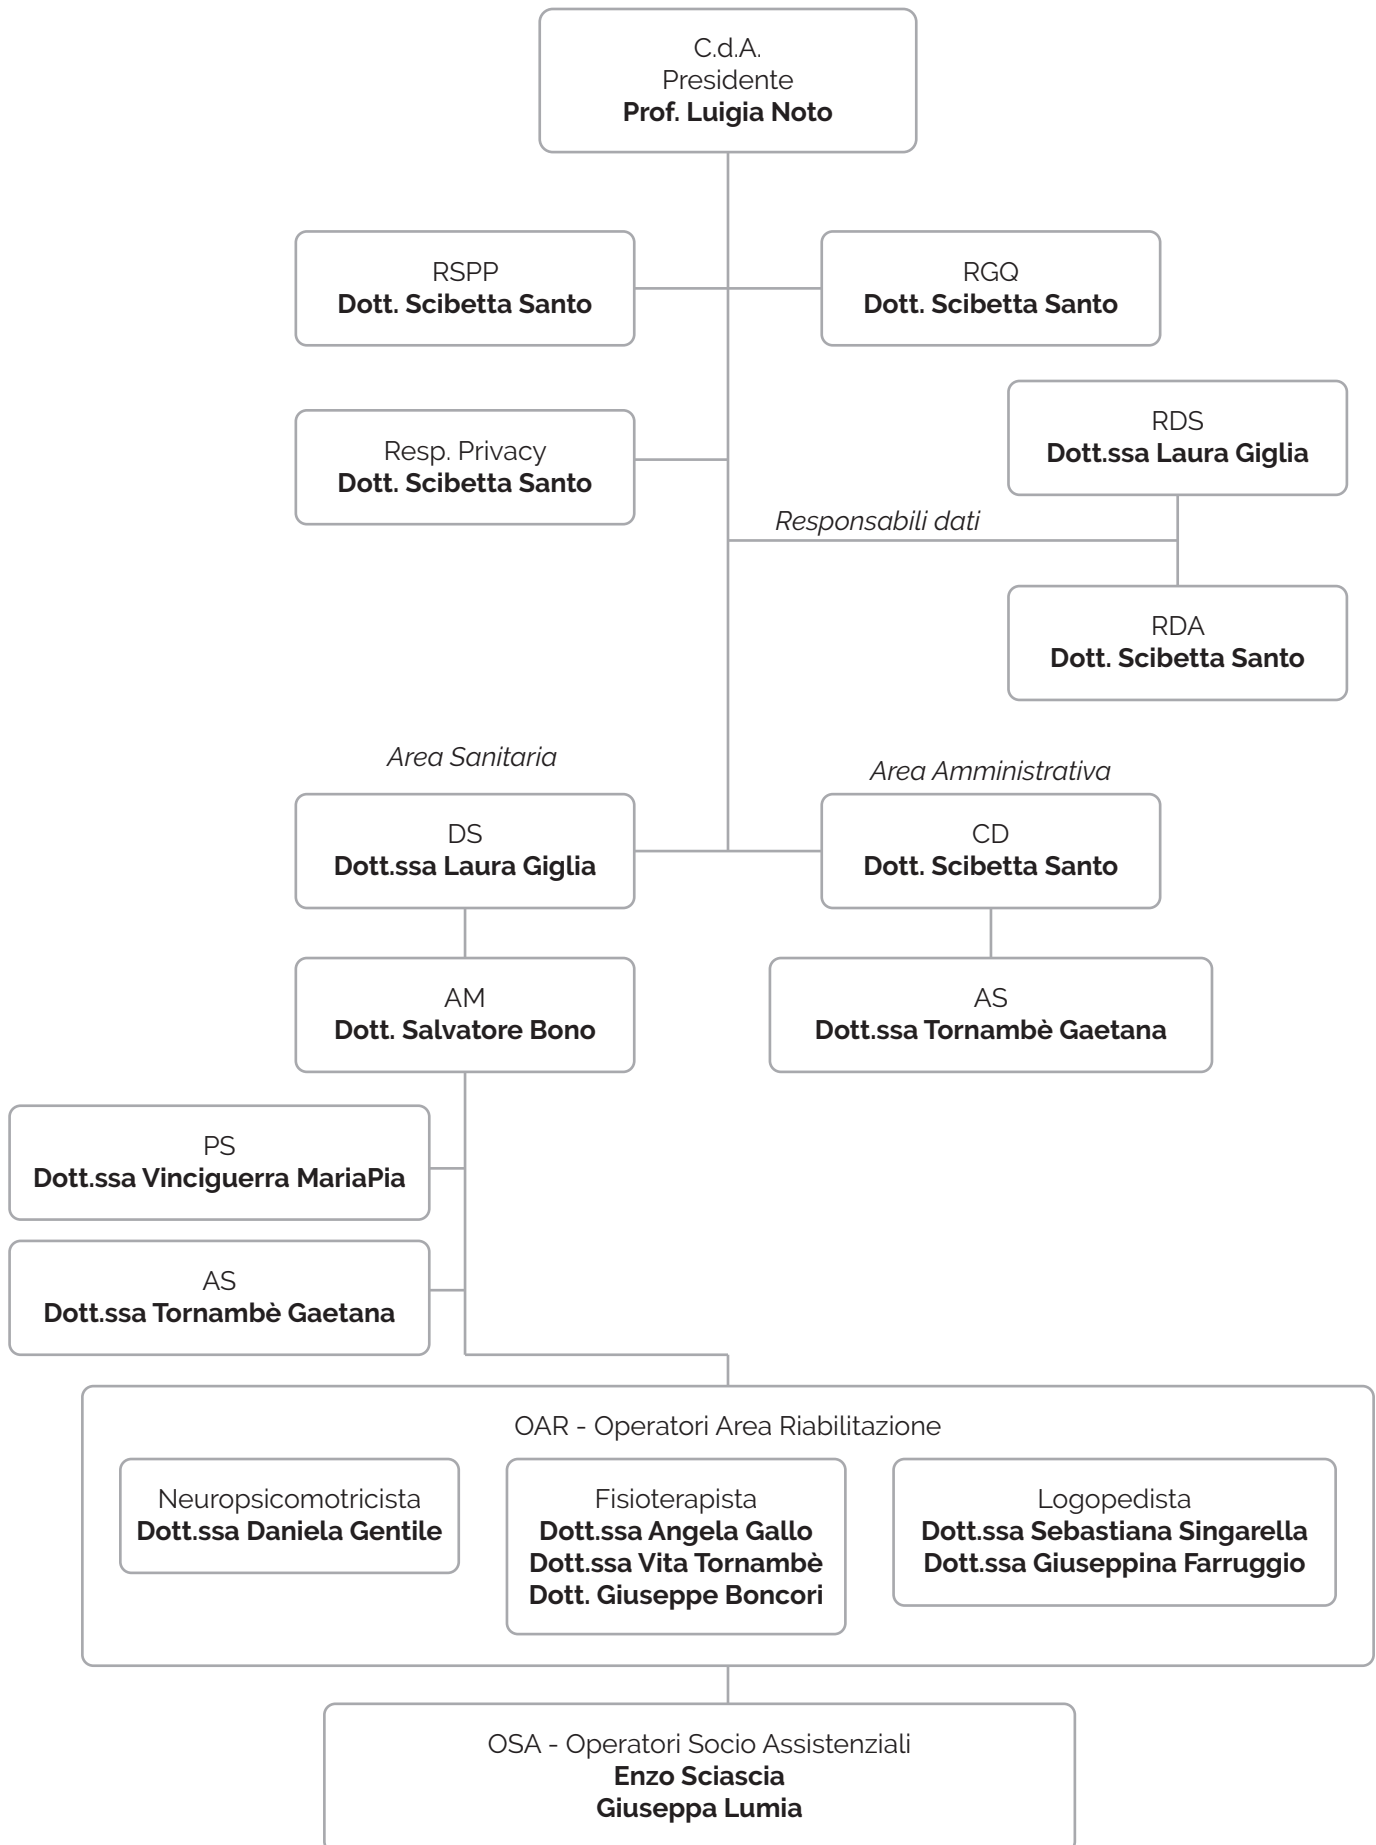 C.d.A.
Presidente
Prof. Luigia Noto
RSPP
Dott. Scibetta Santo
RGQ
Dott. Scibetta Santo
Resp. Privacy
Dott. Scibetta Santo
RDS
Dott.ssa Laura Giglia
Responsabili dati
RDA
Dott. Scibetta Santo
Area Sanitaria
Area Amministrativa
DS
Dott.ssa Laura Giglia
CD
Dott. Scibetta Santo
AM
Dott. Salvatore Bono
AS
Dott.ssa Tornambè Gaetana
PS
Dott.ssa Vinciguerra MariaPia
AS
Dott.ssa Tornambè Gaetana
OAR - Operatori Area Riabilitazione
Neuropsicomotricista
Dott.ssa Daniela Gentile
Fisioterapista
Dott.ssa Angela Gallo
Dott.ssa Vita Tornambè
Dott. Giuseppe Boncori
Logopedista
Dott.ssa Sebastiana Singarella
Dott.ssa Giuseppina Farruggio
OSA - Operatori Socio Assistenziali
Enzo Sciascia
Giuseppa Lumia